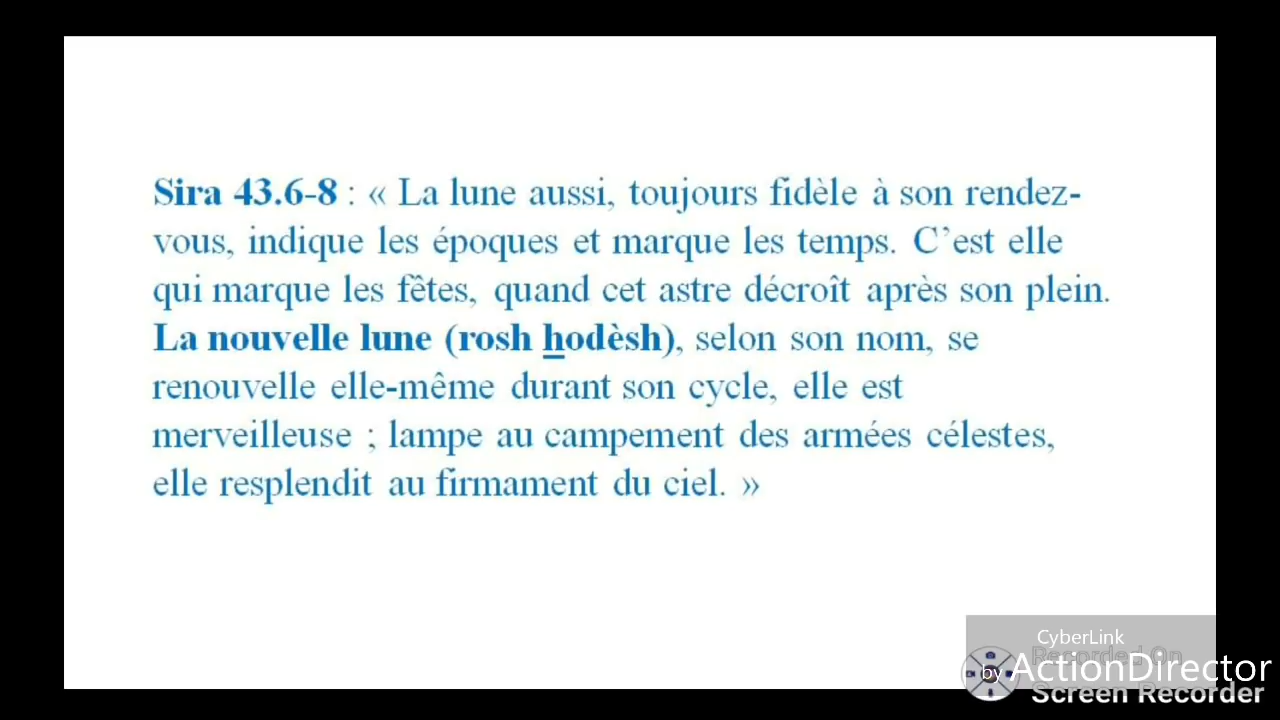 Sira 43.6-8 : « La lune aussi, toujours fidèle à son rendez-
vous, indique les époques et marque les temps. C’est elle
qui marque les fêtes, quand cet astre décroît après son plein.
La nouvelle lune (rosh hodèsh), selon son nom, se
renouvelle elle-même durant son cycle, elle est
merveilleuse ; lampe au campement des armées célestes,
elle resplendit au firmament du ciel. »
CyberLink
Recorded On
by ActionDirector
Screen Recorder